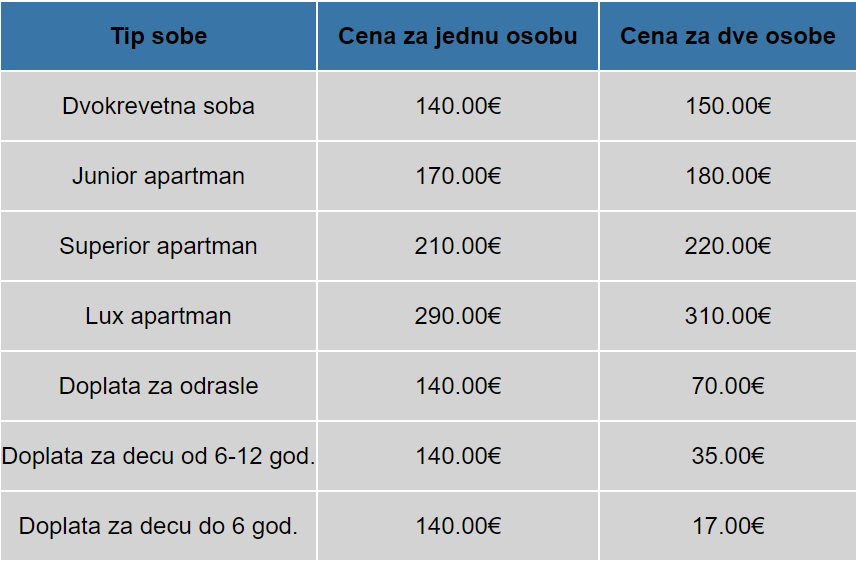 Tip sobe Cena za jednu osobu Cena za dve osobe
Dvokrevetna soba 140.00€ 150.00€
Junior apartman 170.00€ 180.00€
Superior apartman 210.00€ 220.00€
Lux apartman 290.00€ 310.00€
Doplata za odrasle 140.00€ 70.00€
Doplata za decu od 6-12 god. 140.00€ 35.00€
Doplata za decu do 6 god. 140.00€ 17.00€